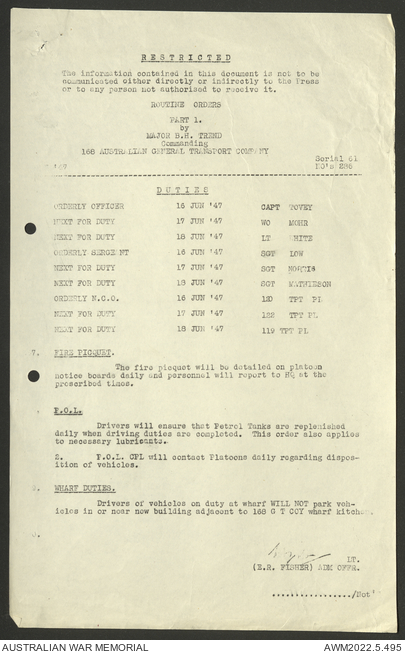 RESTRICTED
The information contained in this document is not to be
communicated either directly or indirectly to the Press
or to any person not authorised to receive it.
ROUTINE ORDERS
PART 1.
by
MAJOR B.H. TREND
Commanding
168 AUSTRALIAN GENERAL TRANSPORT COMPANY
Serial 61
'47
DUTIES
ORDERLY OFFICER 16 JUN '47 CAPT TOVEY
NEXT FOR DUTY 17 JUN '47 WO MOHR
NEXT FOR DUTY 18 JUN '47 LT WHITE
ORDERLY SERGE NT 16 JUN '47 SGT LOW
NEXT FOR DUTY 17 JUN '47 SGT NORRIS
NEXT FOR DUTY 18 JUN '47 SGT MATHIESON
ORDERLY N.C.O. 16 JUN '47 120 TPT PL
NEXT FOR DUTY 17 JUN '47 122 TPT PL
NEXT FOR DUTY 18 JUN '47 119 TPT PL
7. FIRE PICQUET.
The fire picquet will be detailed on platoon
notice boards daily and personnel will report to HQ at the
prescribed times.
P.O.L.
Drivers will ensure that Petrol Tanks are replenished
daily when driving duties are completed. This order also applies
to necessary lubricants.
2. P.O.L. CPL will contact Platoons daily regarding dispos-
ition of vehicles.
WHARF DUTIES.
Drivers of vehicles on duty at wharf WILL NOT park veh-
icles in or near new building adjacent to 168 G T COY wharf kitchen.
LT.
(E.R. FISHER) ADM OFFR.
................/Not'
AUSTRALIAN WAR MEMORIAL
AWM2022.5.495